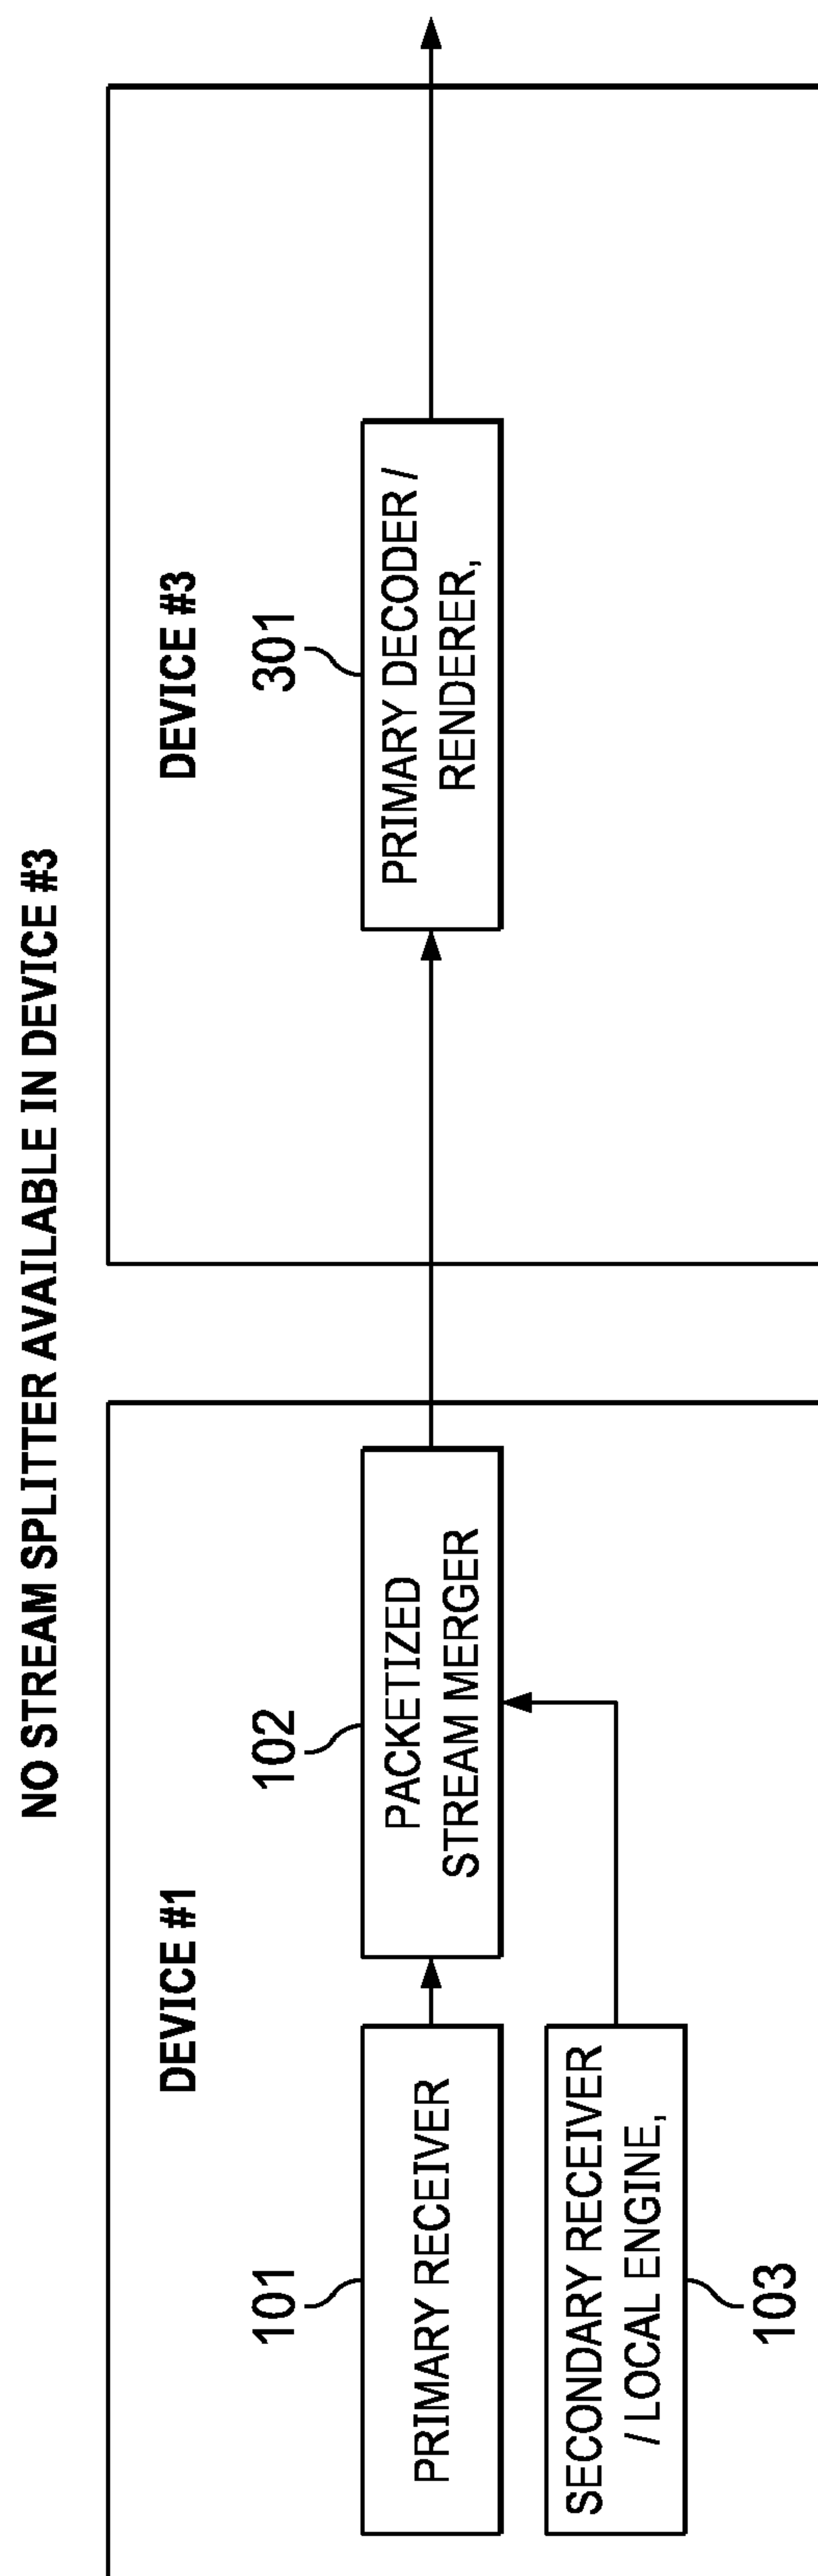 NO STREAM SPLITTER AVAILABLE IN DEVICE #3
DEVICE #1
101
PRIMARY RECEIVER
102
PACKETIZED
STREAM MERGER
SECONDARY RECEIVER
/ LOCAL ENGINE,
103
DEVICE #3
301
PRIMARY DECODER /
RENDERER,